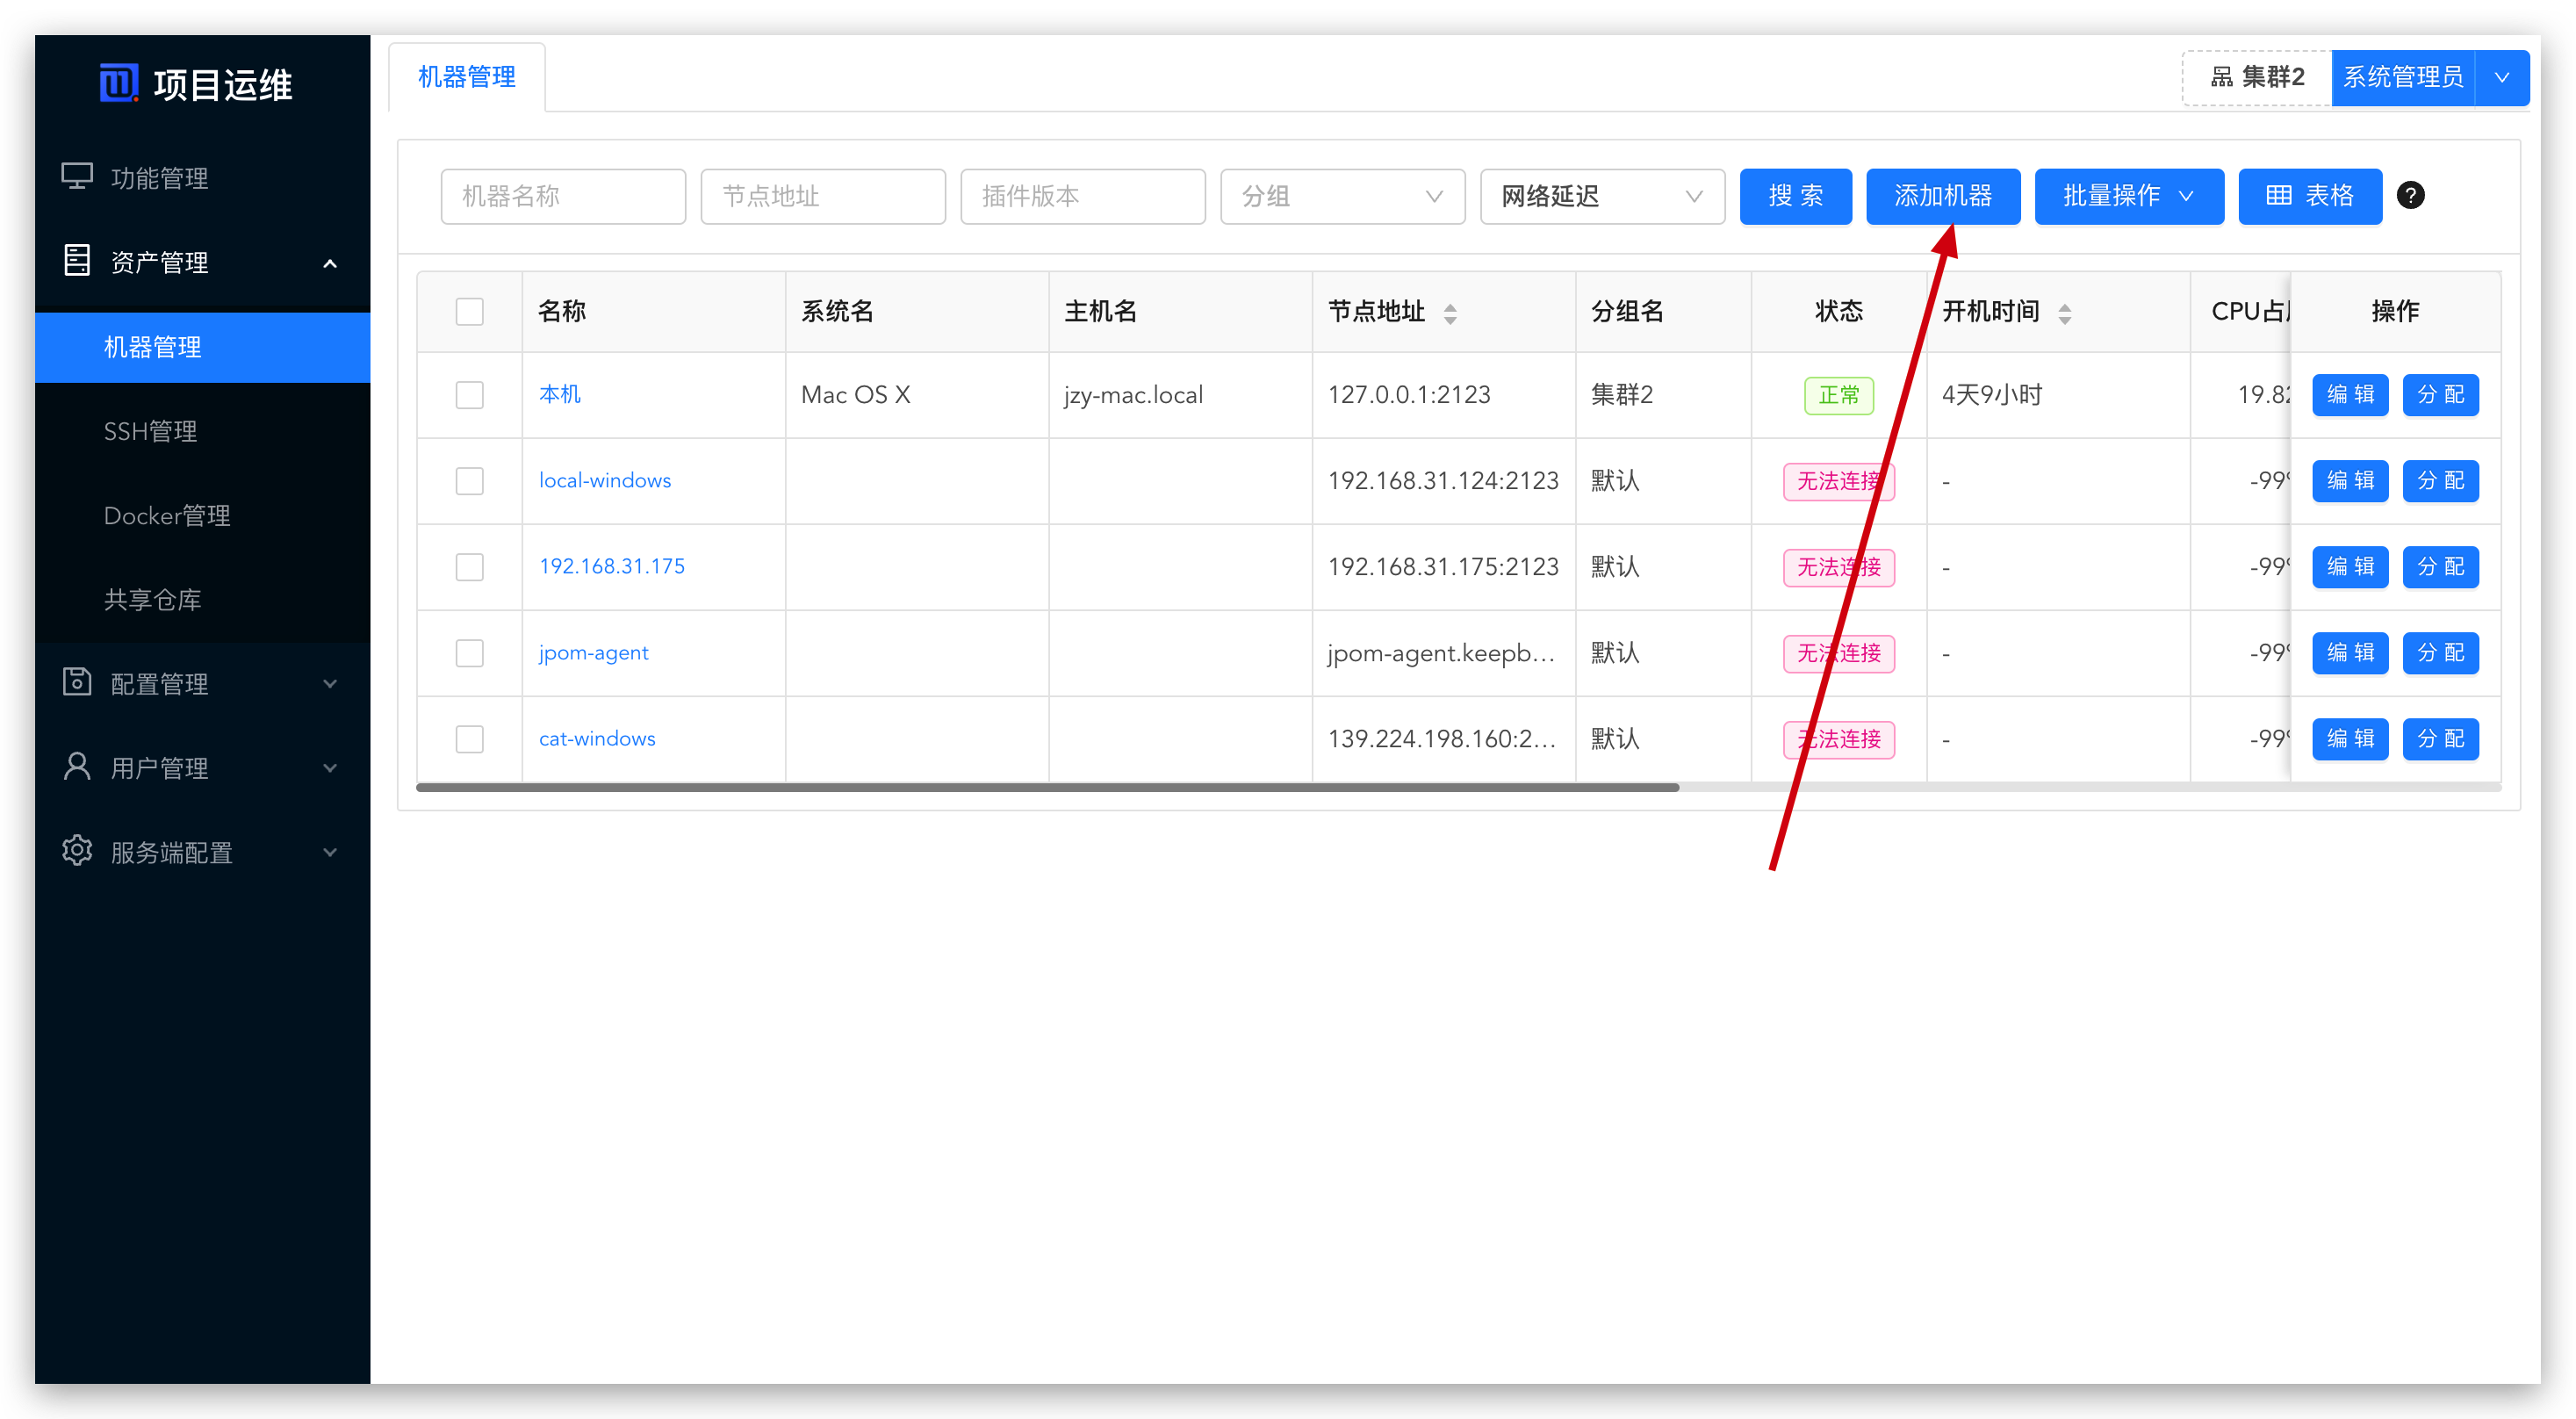 项目运维
功能管理
资产管理
机器管理
SSH管理
Docker管理
共享仓库
配置管理
用户管理
服务端配置
机器管理
集群2 系统管理员
机器名称 节点地址 插件版本 分组 网络延迟 搜 索 添加机器 批量操作 表格 ?
名称 系统名 主机名 节点地址 分组名 状态 开机时间 CPU占 操作
本机 Mac OS X jzy-mac.local 127.0.0.1:2123 集群2 正常 4天9小时 19.82 编 辑 分 配
local-windows 192.168.31.124:2123 默认 无法连接 - -99% 编 辑 分 配
192.168.31.175 192.168.31.175:2123 默认 无法连接 - -99% 编 辑 分 配
jpom-agent jpom-agent.keepb... 默认 无法连接 - -99% 编 辑 分 配
cat-windows 139.224.198.160:2... 默认 无法连接 - -99% 编 辑 分 配